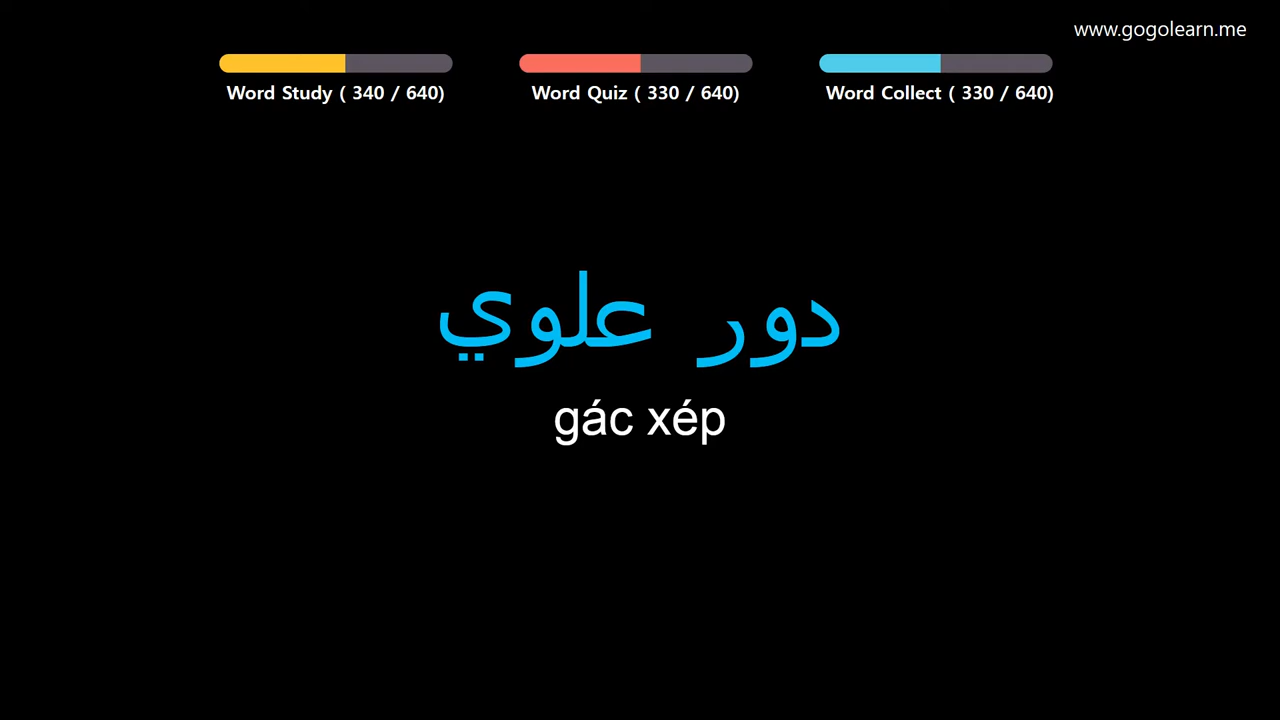 www.gogolearn.me
Word Study ( 340 / 640)
Word Quiz ( 330 / 640)
Word Collect ( 330 / 640)
دور علوي
gác xép